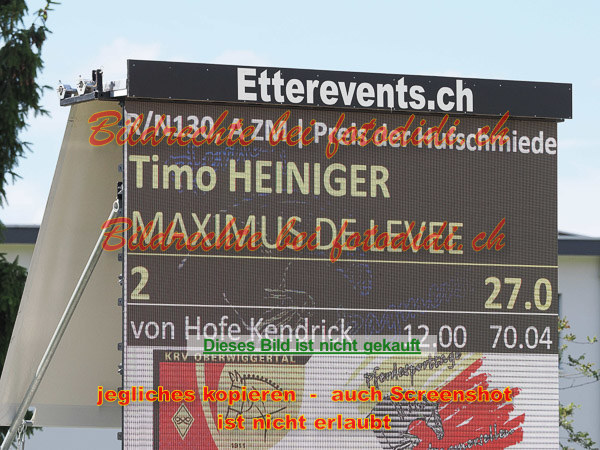 Etterevents.ch
R/N130, A ZM | Preis der Hufschmiede
Bildrechte bei fotodidi.ch
Timo HEINIGER
MAXIMUS DE LEVEE
Bildrechte bei fotodidi.ch
2 27.0
von Hofe Kendrick 12.00 70.04
Dieses Bild ist nicht gekauft
KRV OBERWIGGERTAL
Pferdesporttage
jegliches kopieren - auch Screenshot
ist nicht erlaubt
1811